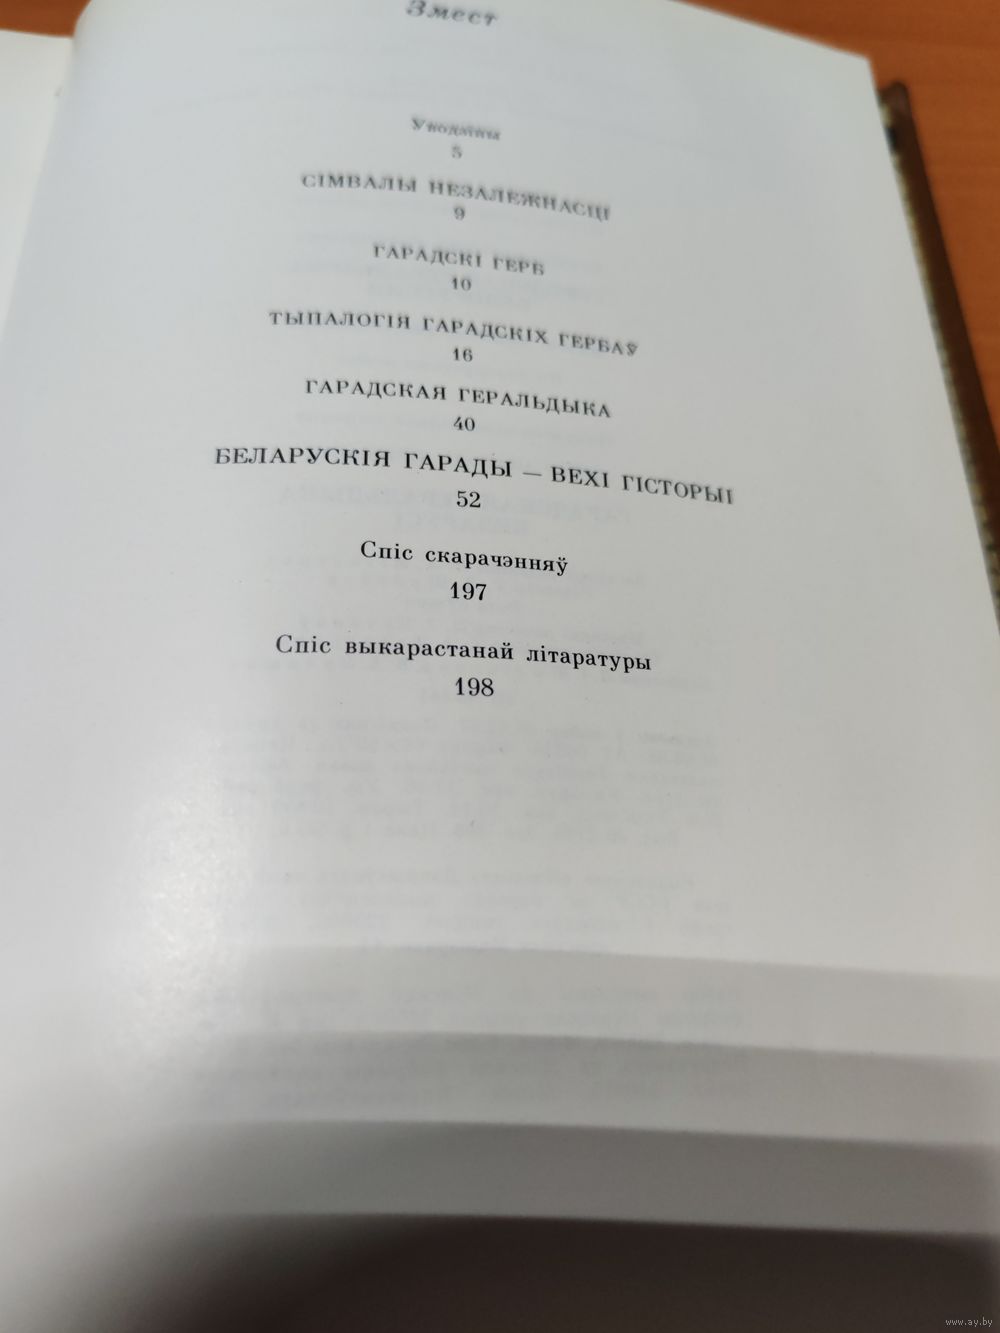 Змест
Уводзіны
5
СІМВАЛЫ НЕЗАЛЕЖНАСЦІ
9
ГАРАДСКІ ГЕРБ
10
ТЫПАЛОГІЯ ГАРАДСКІХ ГЕРБАЎ
16
ГАРАДСКАЯ ГЕРАЛЬДЫКА
40
БЕЛАРУСКІЯ ГАРАДЫ — ВЕХІ ГІСТОРЫІ
52
Спіс скарачэнняў
197
Спіс выкарастанай літаратуры
198
www.ay.by